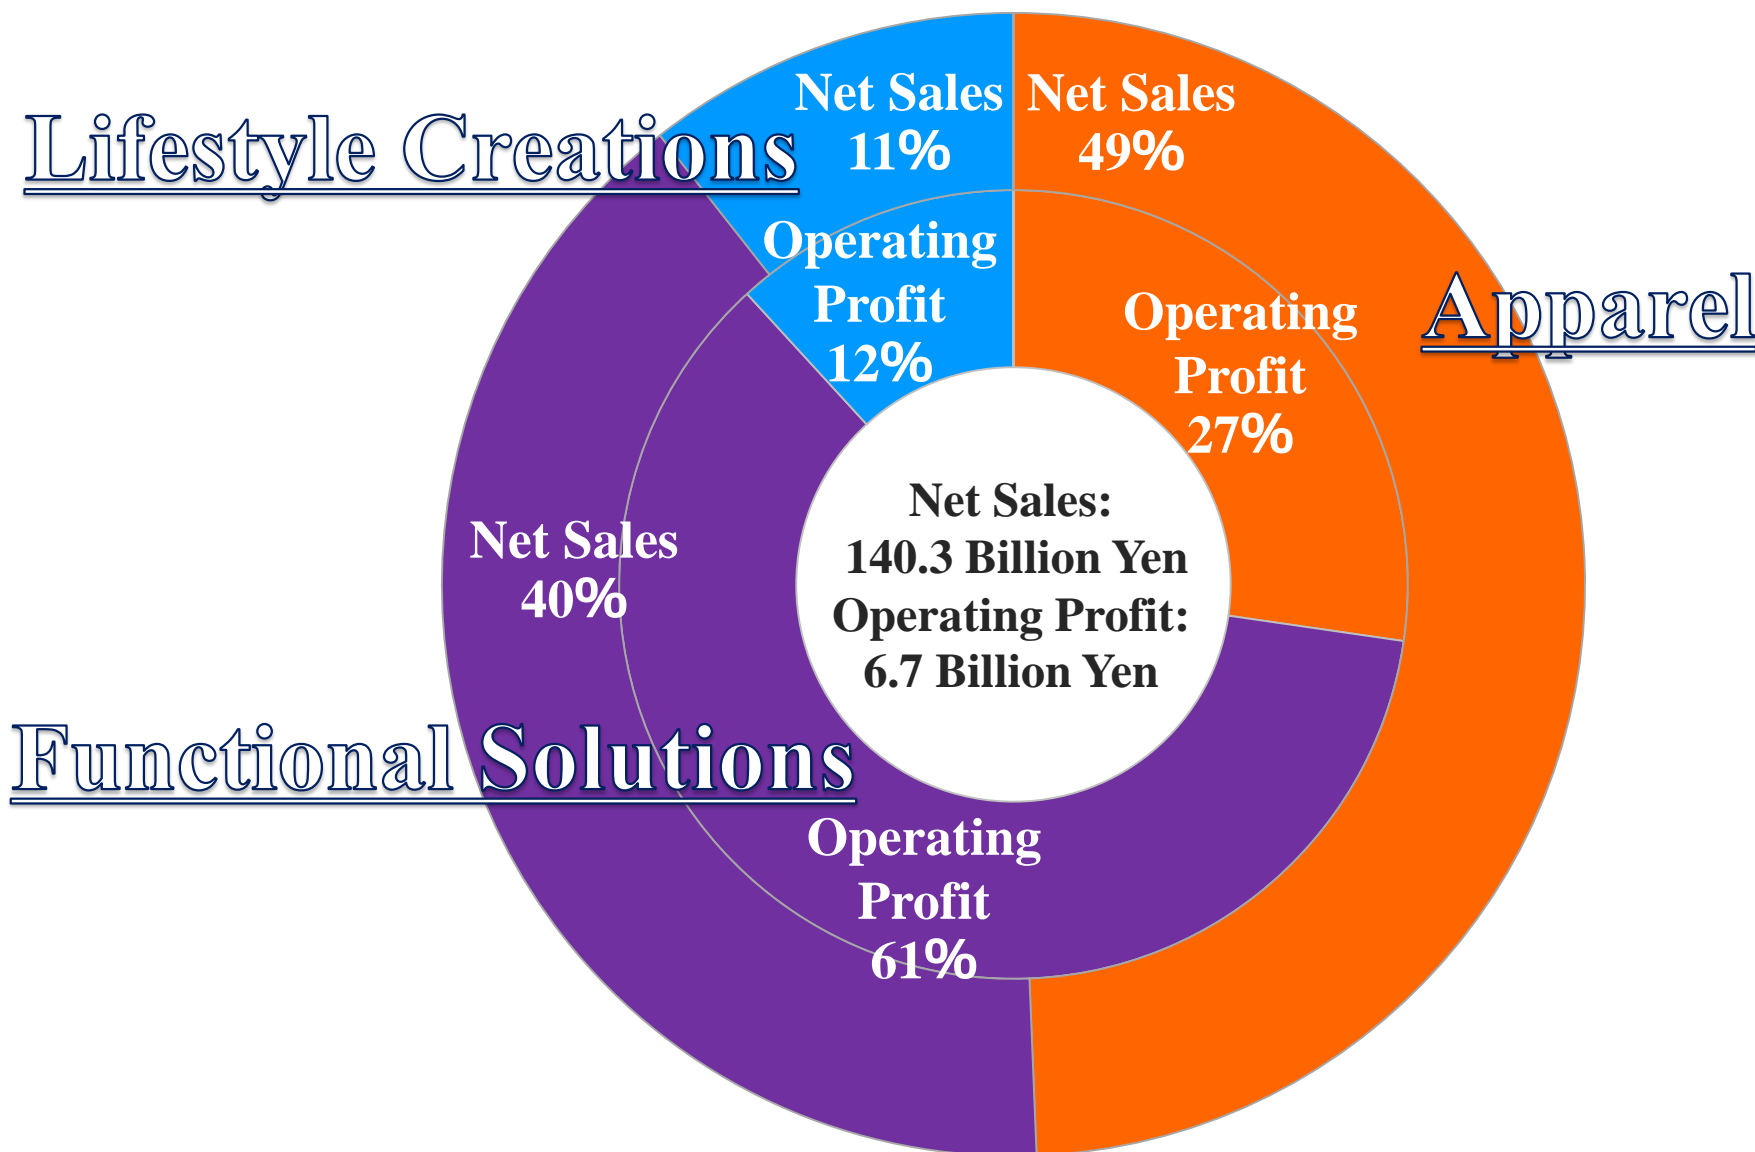 Lifestyle Creations
Net Sales
11%
Net Sales
49%
Operating
Profit
12%
Operating
Profit
27%
Apparel
Net Sales:
140.3 Billion Yen
Operating Profit:
6.7 Billion Yen
Net Sales
40%
Functional Solutions
Operating
Profit
61%